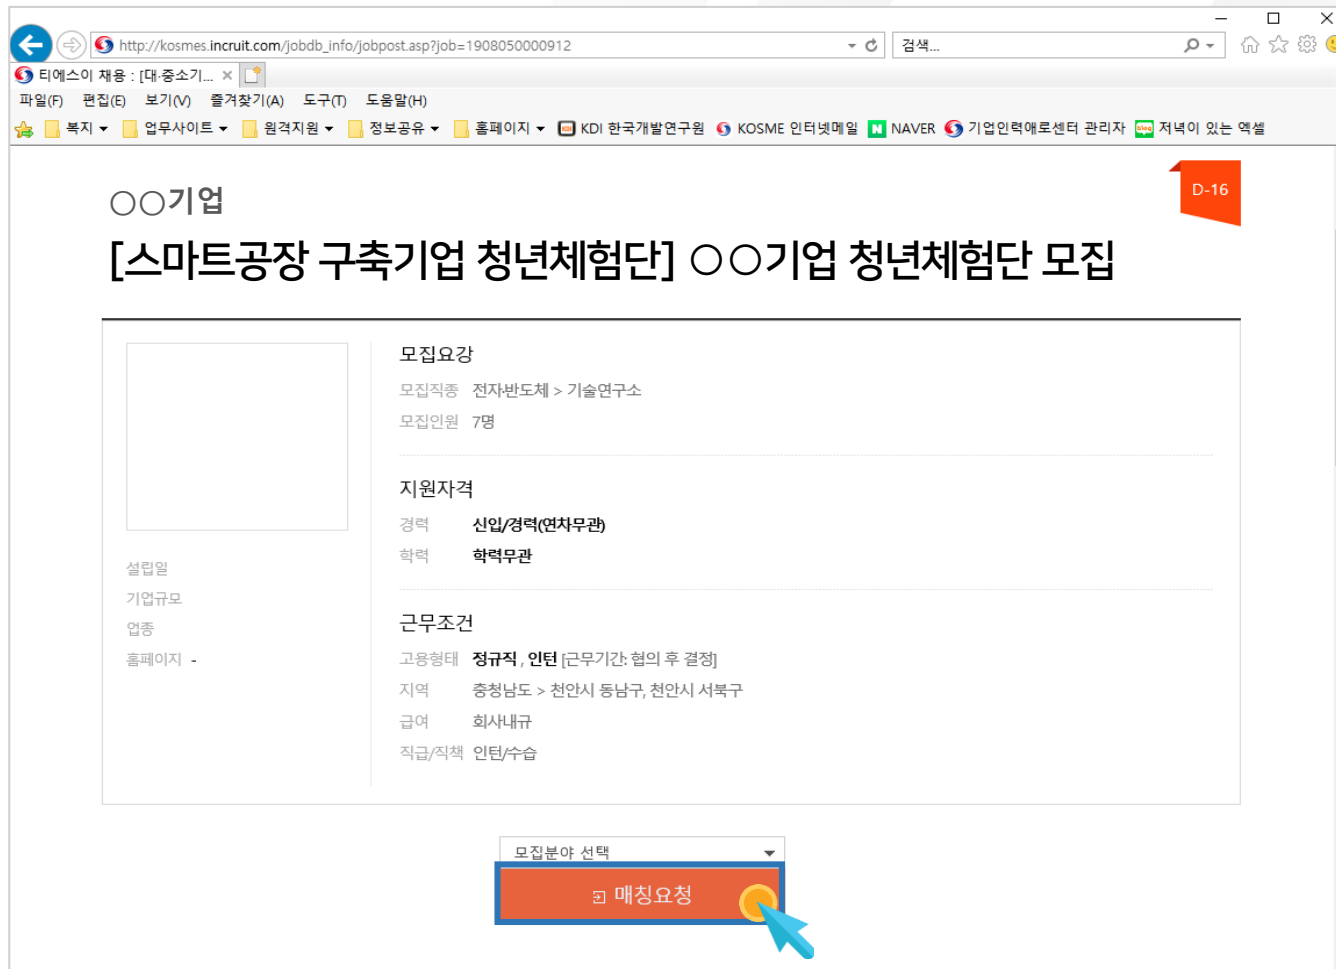 http://kosmes.incruit.com/jobdb_info/jobpost.asp?job=1908050000912
검색...
티에스이 채용 : [대·중소기...
파일(F) 편집(E) 보기(V) 즐겨찾기(A) 도구(T) 도움말(H)
복지 업무사이트 원격지원 정보공유 홈페이지 KDI 한국개발연구원 KOSME 인터넷메일 NAVER 기업인력애로센터 관리자 저녁이 있는 엑셀
D-16
○○기업
[스마트공장 구축기업 청년체험단] ○○기업 청년체험단 모집
모집요강
모집직종 전자·반도체 > 기술연구소
모집인원 7명
지원자격
경력 신입/경력(연차무관)
학력 학력무관
설립일
기업규모
업종
홈페이지 -
근무조건
고용형태 정규직 , 인턴 [근무기간: 협의 후 결정]
지역 충청남도 > 천안시 동남구, 천안시 서북구
급여 회사내규
직급/직책 인턴/수습
모집분야 선택
매칭요청